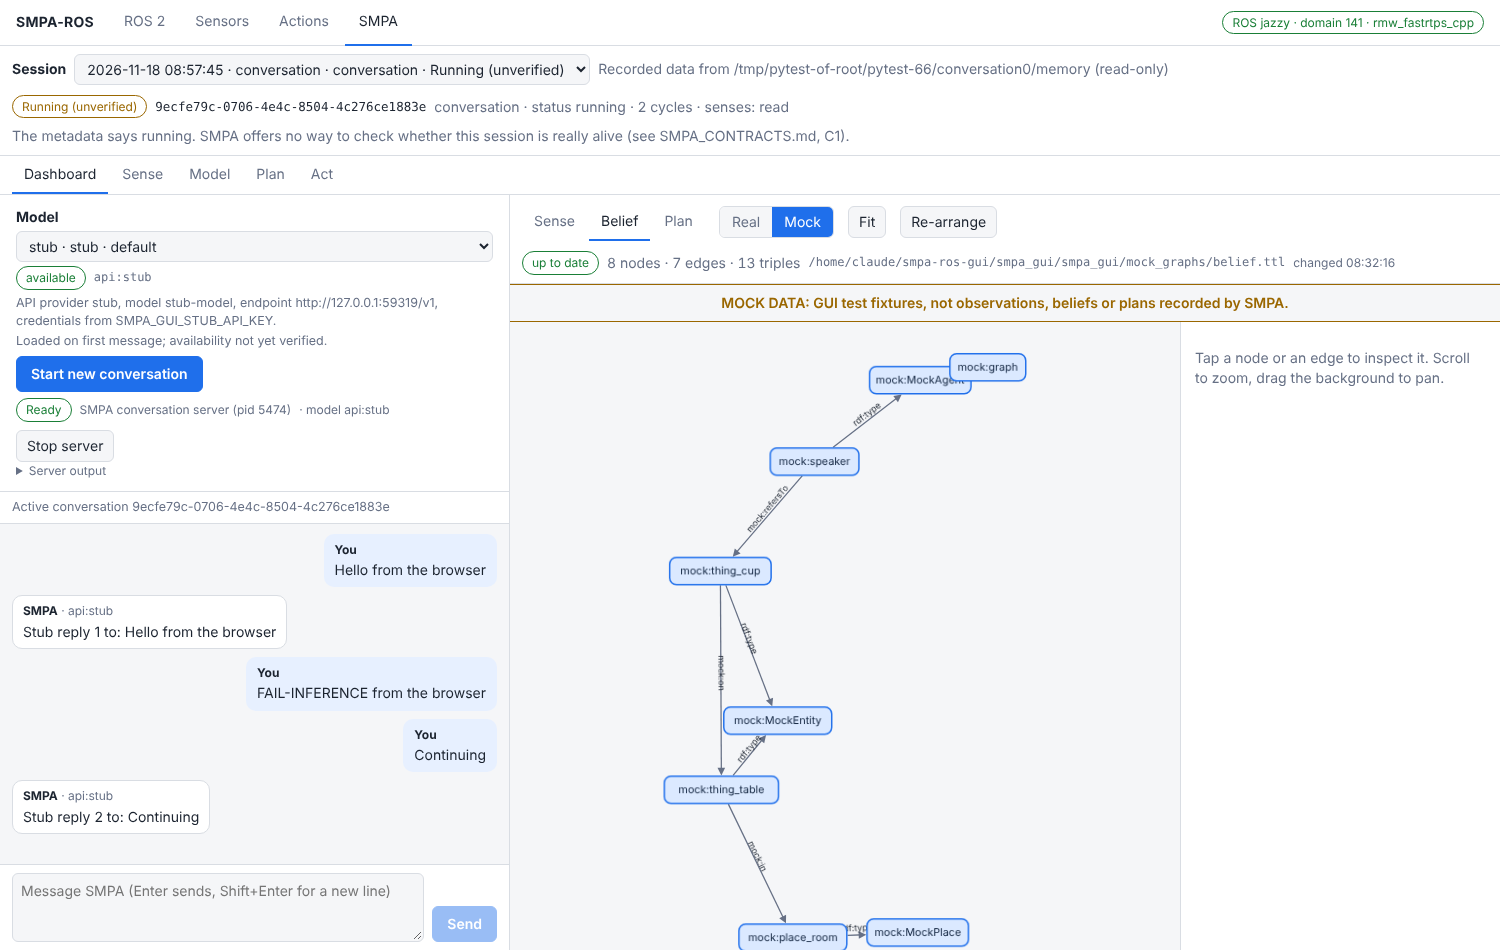 SMPA-ROS ROS 2 Sensors Actions SMPA ROS jazzy · domain 141 · rmw_fastrtps_cpp
Session 2026-11-18 08:57:45 · conversation · conversation · Running (unverified) Recorded data from /tmp/pytest-of-root/pytest-66/conversation0/memory (read-only)
Running (unverified) 9ecfe79c-0706-4e4c-8504-4c276ce1883e conversation · status running · 2 cycles · senses: read
The metadata says running. SMPA offers no way to check whether this session is really alive (see SMPA_CONTRACTS.md, C1).
Dashboard Sense Model Plan Act
Model
stub · stub · default
available api:stub
API provider stub, model stub-model, endpoint http://127.0.0.1:59319/v1,
credentials from SMPA_GUI_STUB_API_KEY.
Loaded on first message; availability not yet verified.
Start new conversation
Ready SMPA conversation server (pid 5474) · model api:stub
Stop server
Server output
Active conversation 9ecfe79c-0706-4e4c-8504-4c276ce1883e
You
Hello from the browser
SMPA · api:stub
Stub reply 1 to: Hello from the browser
You
FAIL-INFERENCE from the browser
You
Continuing
SMPA · api:stub
Stub reply 2 to: Continuing
Message SMPA (Enter sends, Shift+Enter for a new line)
Send
Sense Belief Plan Real Mock Fit Re-arrange
up to date 8 nodes · 7 edges · 13 triples /home/claude/smpa-ros-gui/smpa_gui/smpa_gui/mock_graphs/belief.ttl changed 08:32:16
MOCK DATA: GUI test fixtures, not observations, beliefs or plans recorded by SMPA.
mock:graph
mock:MockAgent
rdf:type
mock:speaker
mock:refersTo
mock:thing_cup
rdf:type
mock:on
mock:MockEntity
rdf:type
mock:thing_table
mock:in
mock:place_room
mock:MockPlace
Tap a node or an edge to inspect it. Scroll
to zoom, drag the background to pan.